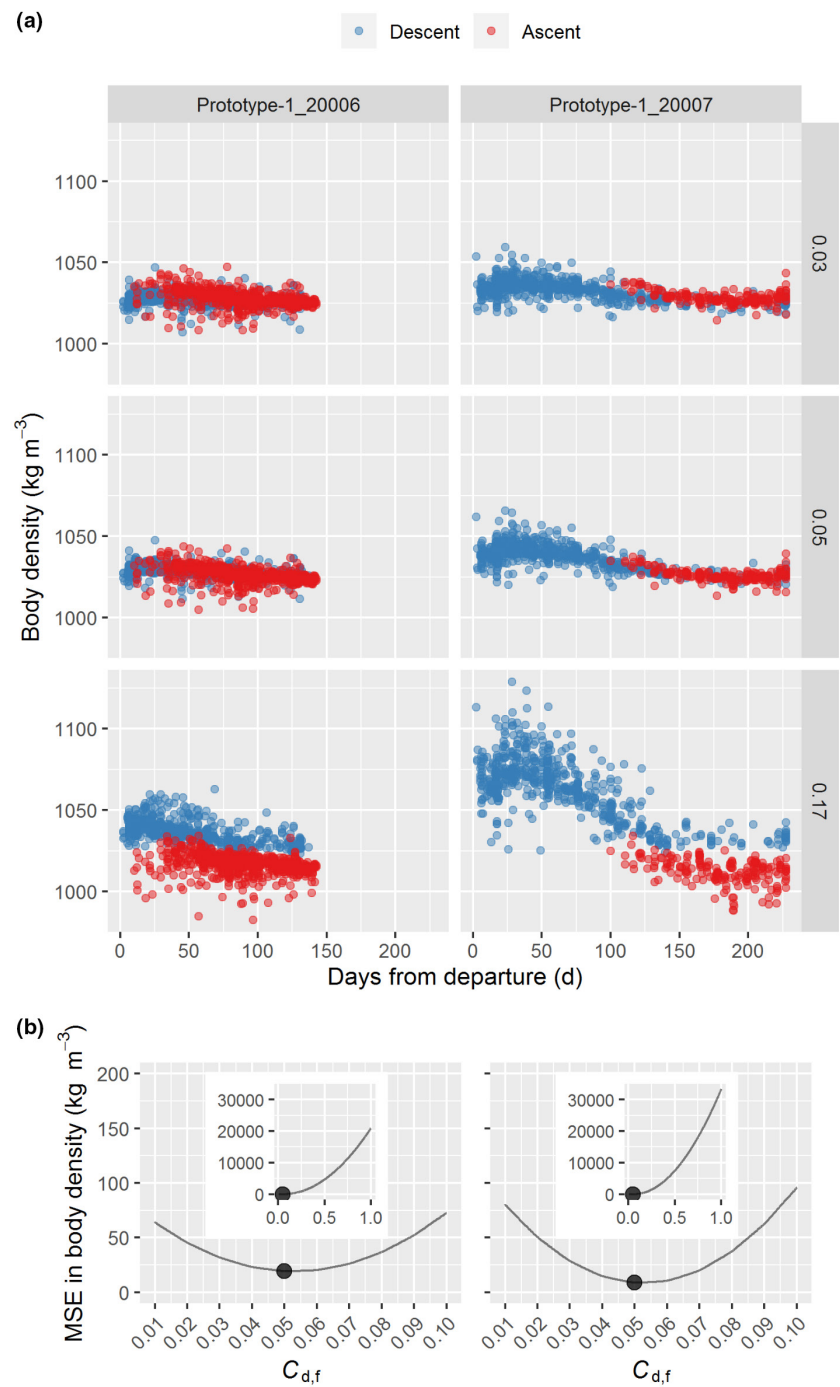 (a)
Descent Ascent
Prototype-1_20006 Prototype-1_20007
1100
1050
1000
0.03
1100
1050
1000
0.05
1100
1050
1000
0.17
Body density (kg m⁻³)
0 50 100 150 200 0 50 100 150 200
Days from departure (d)
(b)
MSE in body density (kg m⁻³)
200
150
100
50
0
30000
20000
10000
0
0.0 0.5 1.0
30000
20000
10000
0
0.0 0.5 1.0
0.01 0.02 0.03 0.04 0.05 0.06 0.07 0.08 0.09 0.10
0.01 0.02 0.03 0.04 0.05 0.06 0.07 0.08 0.09 0.10
C d,f C d,f